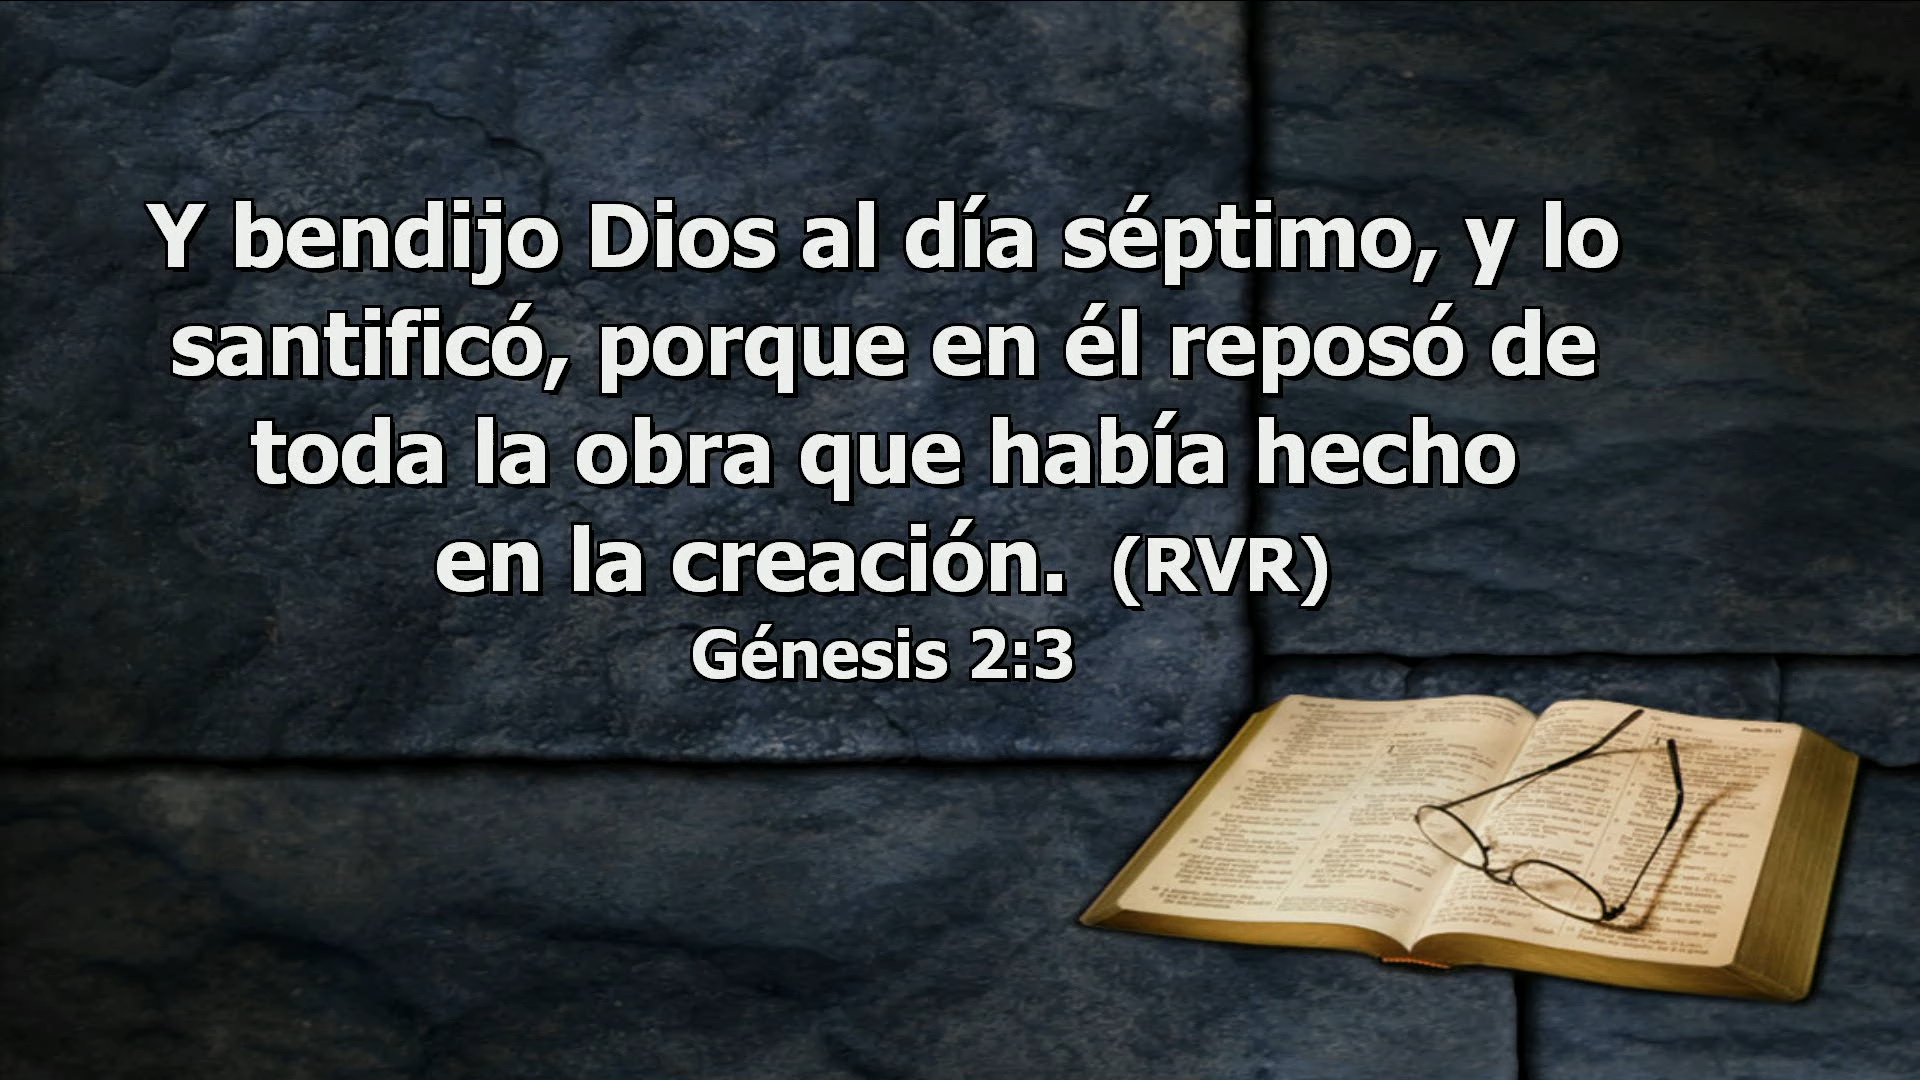 Y bendijo Dios al día séptimo, y lo
santificó, porque en él reposó de
toda la obra que había hecho
en la creación. (RVR)
Génesis 2:3